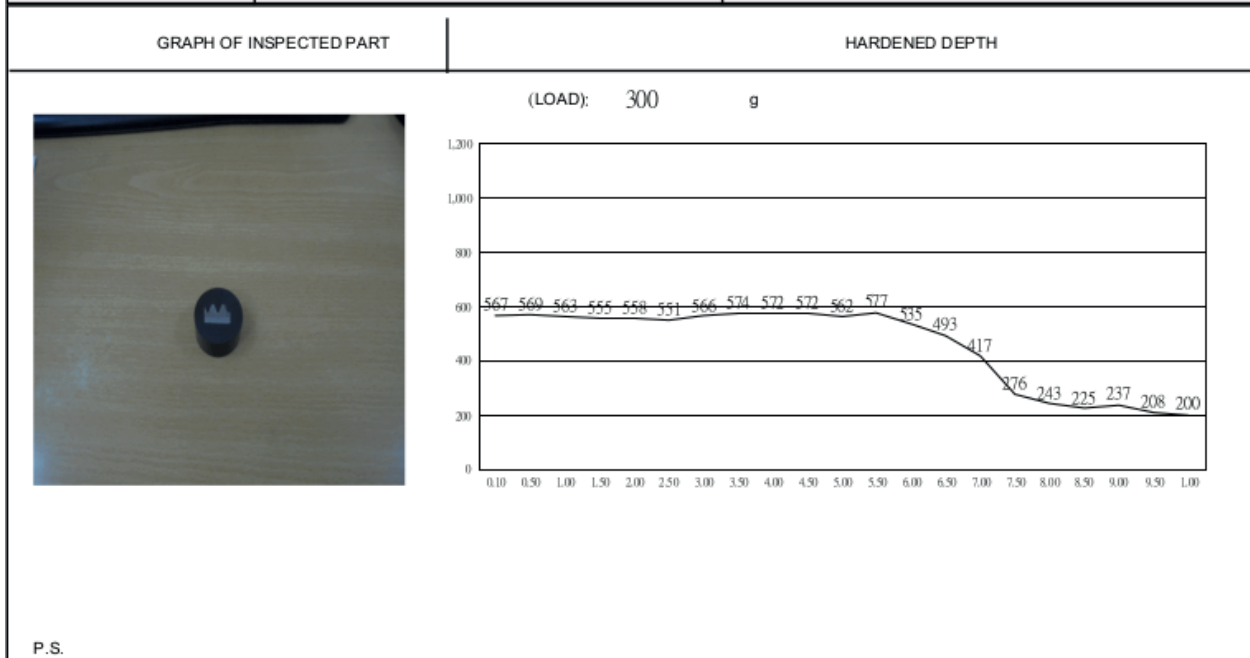 GRAPH OF INSPECTED PART HARDENED DEPTH
(LOAD): 300 g
1,200
1,000
800
600
400
200
0
567 569 563 555 558 551 566 574 572 572 562 577 535 493 417 276 243 225 237 208 200
0.10 0.50 1.00 1.50 2.00 2.50 3.00 3.50 4.00 4.50 5.00 5.50 6.00 6.50 7.00 7.50 8.00 8.50 9.00 9.50 1.00
P.S.